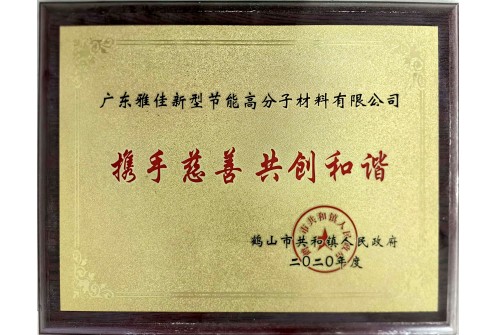 广东雅佳新型节能高分子材料有限公司
携手慈善共创和谐
鹤山市共和镇人民政府
二〇二〇年度